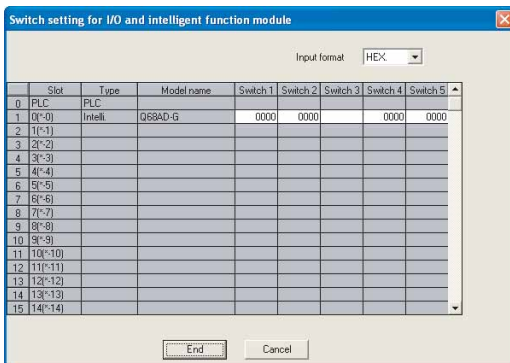 Switch setting for I/O and intelligent function module
Input format HEX.
Slot Type Model name Switch 1 Switch 2 Switch 3 Switch 4 Switch 5
0 PLC PLC
1 0(*-0) Intelli. Q68AD-G 0000 0000 0000 0000
2 1(*-1)
3 2(*-2)
4 3(*-3)
5 4(*-4)
6 5(*-5)
7 6(*-6)
8 7(*-7)
9 8(*-8)
10 9(*-9)
11 10(*-10)
12 11(*-11)
13 12(*-12)
14 13(*-13)
15 14(*-14)
End Cancel